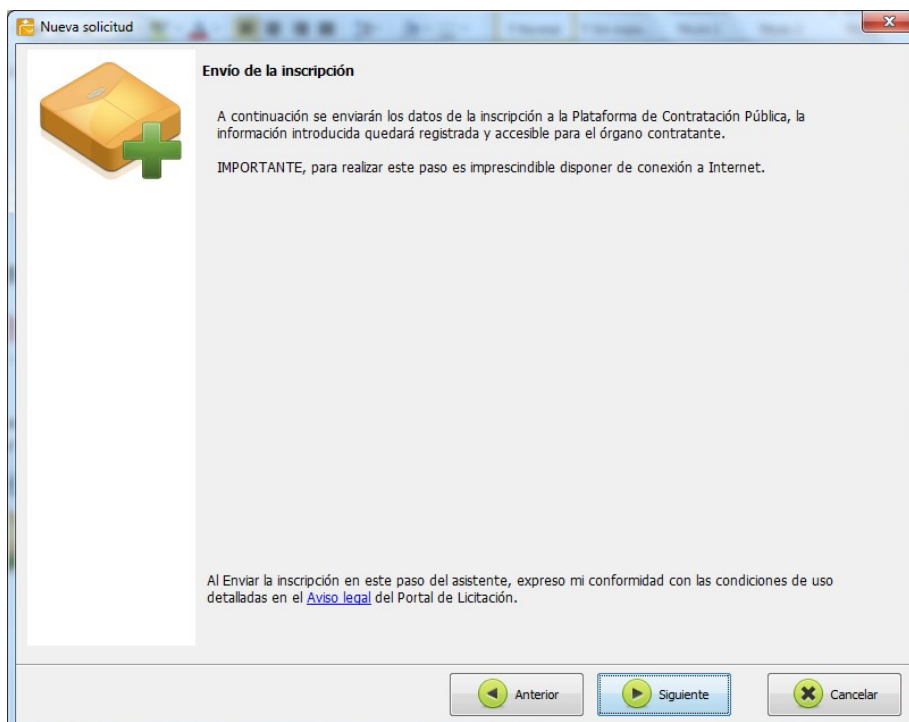 Nueva solicitud
Envío de la inscripción
A continuación se enviarán los datos de la inscripción a la Plataforma de Contratación Pública, la
información introducida quedará registrada y accesible para el órgano contratante.
IMPORTANTE, para realizar este paso es imprescindible disponer de conexión a Internet.
Al Enviar la inscripción en este paso del asistente, expreso mi conformidad con las condiciones de uso
detalladas en el Aviso legal del Portal de Licitación.
Anterior Siguiente Cancelar